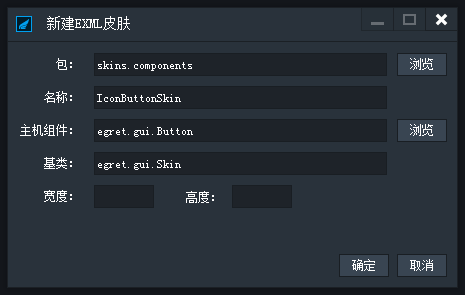 新建EXML皮肤
包: skins.components 浏览
名称: IconButtonSkin
主机组件: egret.gui.Button 浏览
基类: egret.gui.Skin
宽度: 高度:
确定 取消